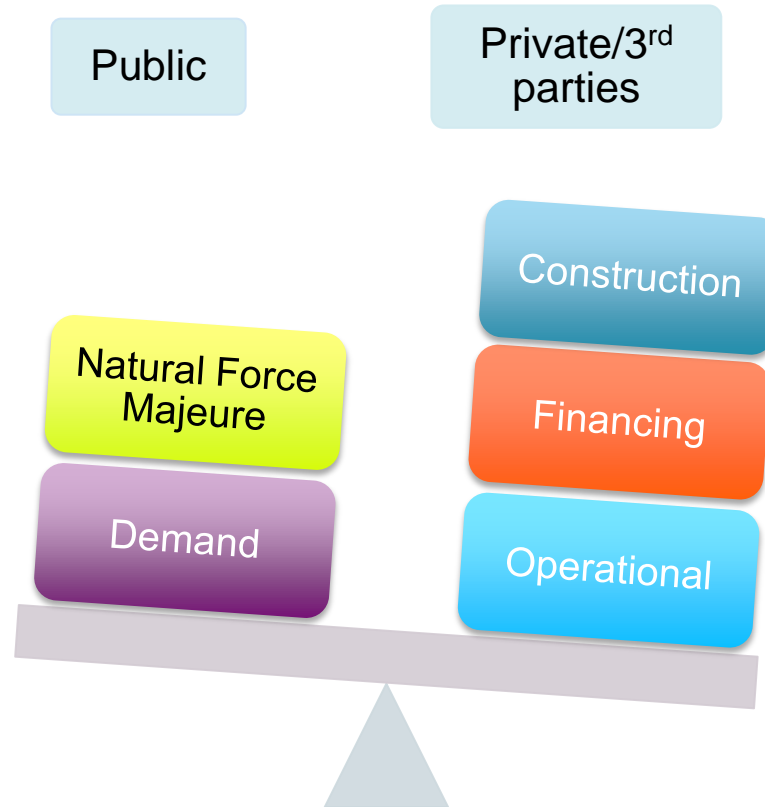 Public
Private/3rd
parties
Construction
Natural Force
Majeure
Financing
Demand
Operational